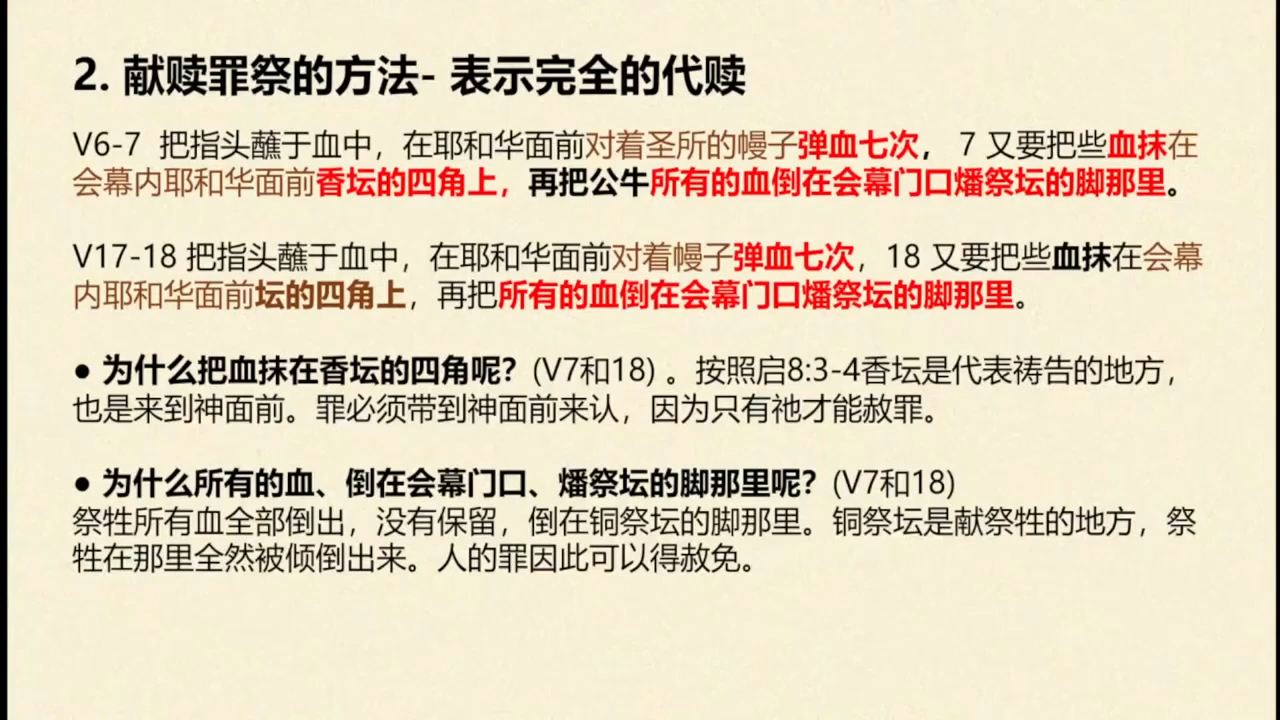 2. 献赎罪祭的方法- 表示完全的代赎
V6-7 把指头蘸于血中，在耶和华面前对着圣所的幔子弹血七次， 7 又要把些血抹在
会幕内耶和华面前香坛的四角上，再把公牛所有的血倒在会幕门口燔祭坛的脚那里。
V17-18 把指头蘸于血中，在耶和华面前对着幔子弹血七次，18 又要把些血抹在会幕
内耶和华面前坛的四角上，再把所有的血倒在会幕门口燔祭坛的脚那里。
● 为什么把血抹在香坛的四角呢？(V7和18) 。按照启8:3-4香坛是代表祷告的地方，
也是来到神面前。罪必须带到神面前来认，因为只有祂才能赦罪。
● 为什么所有的血、倒在会幕门口、燔祭坛的脚那里呢？(V7和18)
祭牲所有血全部倒出，没有保留，倒在铜祭坛的脚那里。铜祭坛是献祭牲的地方，祭
牲在那里全然被倾倒出来。人的罪因此可以得赦免。